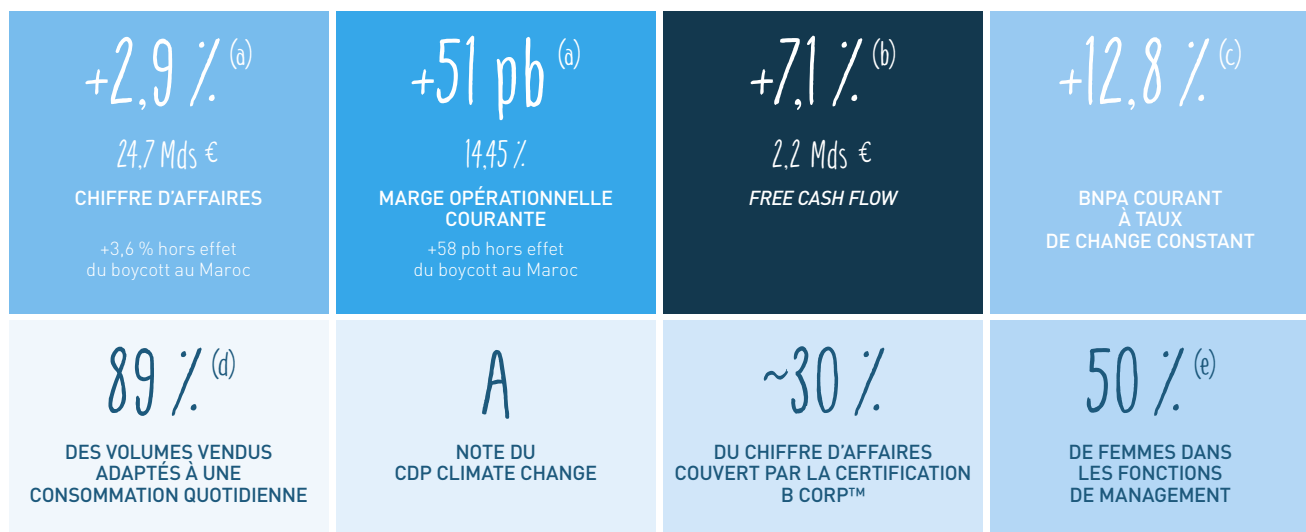 +2,9 % (a)
24,7 Mds €
CHIFFRE D'AFFAIRES
+3,6 % hors effet
du boycott au Maroc
+51 pb (a)
14,45 %
MARGE OPÉRATIONNELLE
COURANTE
+58 pb hors effet
du boycott au Maroc
+7,1 % (b)
2,2 Mds €
FREE CASH FLOW
+12,8 % (c)
BNPA COURANT
À TAUX
DE CHANGE CONSTANT
89 % (d)
DES VOLUMES VENDUS
ADAPTÉS À UNE
CONSOMMATION QUOTIDIENNE
A
NOTE DU
CDP CLIMATE CHANGE
~30 %
DU CHIFFRE D'AFFAIRES
COUVERT PAR LA CERTIFICATION
B CORP™
50 % (e)
DE FEMMES DANS
LES FONCTIONS
DE MANAGEMENT